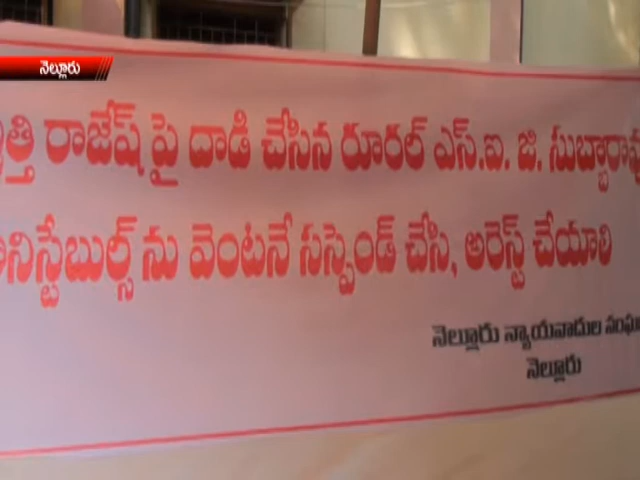 నెల్లూరు
రాజేష్ పై దాడి చేసిన రూరల్ ఎస్.ఐ. జి. సుబ్బారావు
వెంటనే సస్పెండ్ చేసి, అరెస్ట్ చేయాలి
నెల్లూరు న్యాయవాదుల
నెల్లూరు